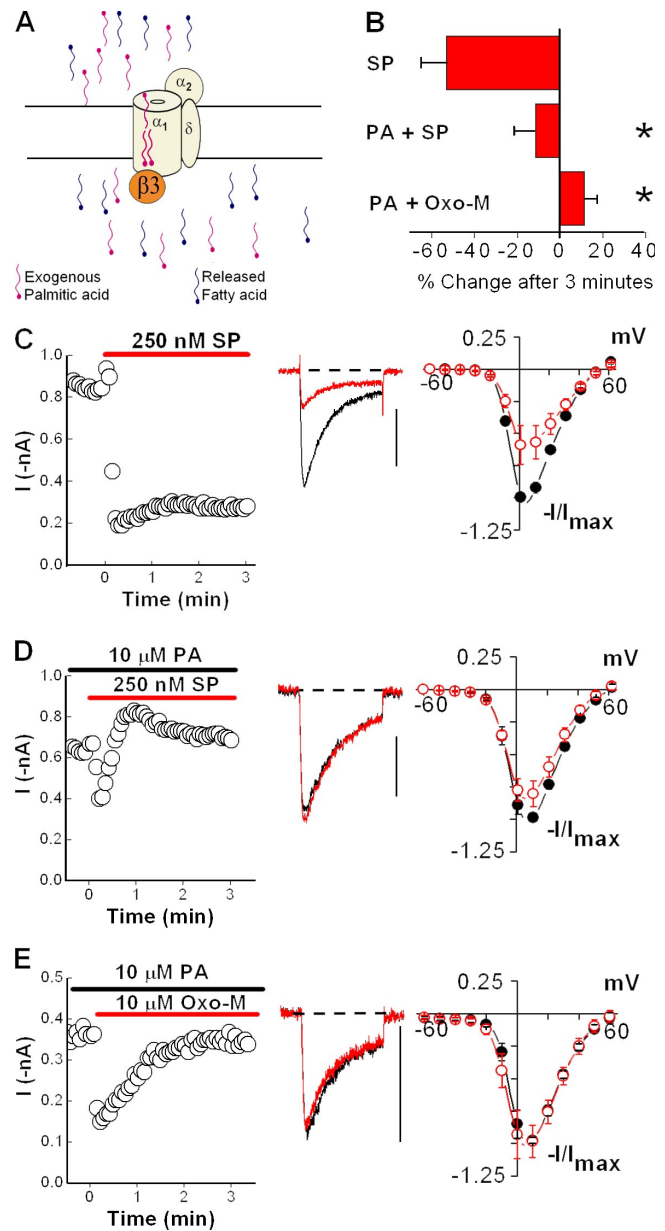 A
α2
α1
δ
β3
Exogenous
Palmitic acid
Released
Fatty acid
B
SP
PA + SP
*
PA + Oxo-M
*
-60 -40 -20 0 20 40
% Change after 3 minutes
C
250 nM SP
1.0
0.8
0.6
0.4
0.2
0.0
I (-nA)
0 1 2 3
Time (min)
0.25
mV
-60
60
-I/Imax
-1.25
D
10 μM PA
250 nM SP
1.0
0.8
0.6
0.4
0.2
0.0
I (-nA)
0 1 2 3
Time (min)
0.25
mV
-60
60
-I/Imax
-1.25
E
10 μM PA
10 μM Oxo-M
0.5
0.4
0.3
0.2
0.1
0.0
I (-nA)
0 1 2 3
Time (min)
0.25
mV
-60
60
-I/Imax
-1.25